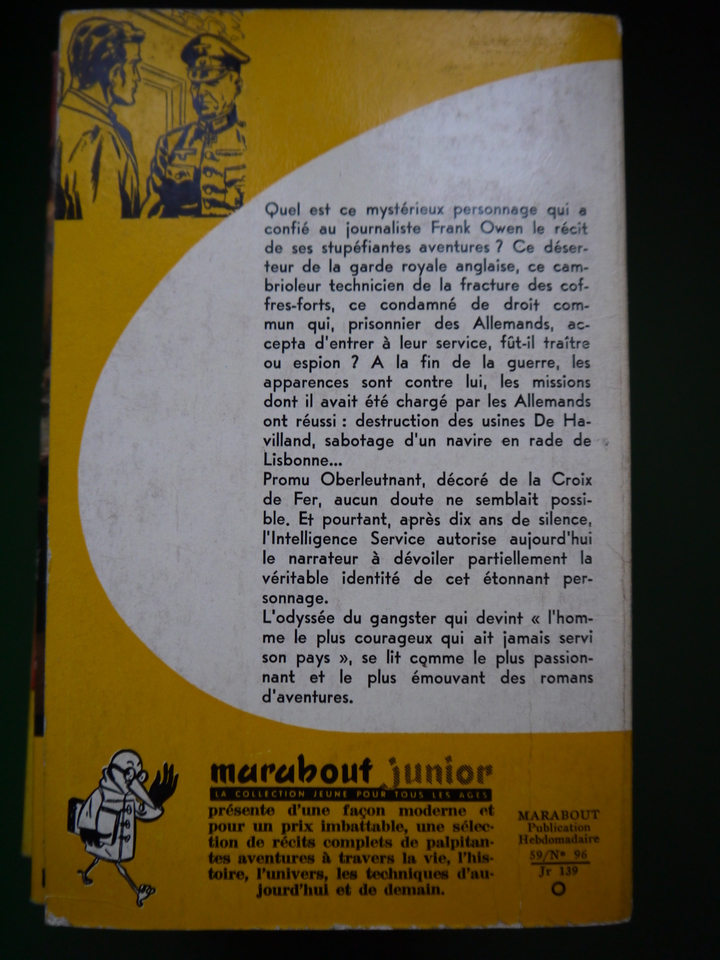 Quel est ce mystérieux personnage qui a
confié au journaliste Frank Owen le récit
de ses stupéfiantes aventures ? Ce déser-
teur de la garde royale anglaise, ce cam-
brioleur technicien de la fracture des cof-
fres-forts, ce condamné de droit com-
mun qui, prisonnier des Allemands, ac-
cepta d'entrer à leur service, fût-il traître
ou espion ? A la fin de la guerre, les
apparences sont contre lui, les missions
dont il avait été chargé par les Allemands
ont réussi : destruction des usines De Ha-
villand, sabotage d'un navire en rade de
Lisbonne...
Promu Oberleutnant, décoré de la Croix
de Fer, aucun doute ne semblait possi-
ble. Et pourtant, après dix ans de silence,
l'Intelligence Service autorise aujourd'hui
le narrateur à dévoiler partiellement la
véritable identité de cet étonnant per-
sonnage.
L'odyssée du gangster qui devint « l'hom-
me le plus courageux qui ait jamais servi
son pays », se lit comme le plus passion-
nant et le plus émouvant des romans
d'aventures.
marabout junior
LA COLLECTION JEUNE POUR TOUS LES AGES
présente d'une façon moderne et
pour un prix imbattable, une sélec-
tion de récits complets de palpitan-
tes aventures à travers la vie, l'his-
toire, l'univers, les techniques d'au-
jourd'hui et de demain.
MARABOUT
Publication
Hebdomadaire
59/N° 96
Jr 139